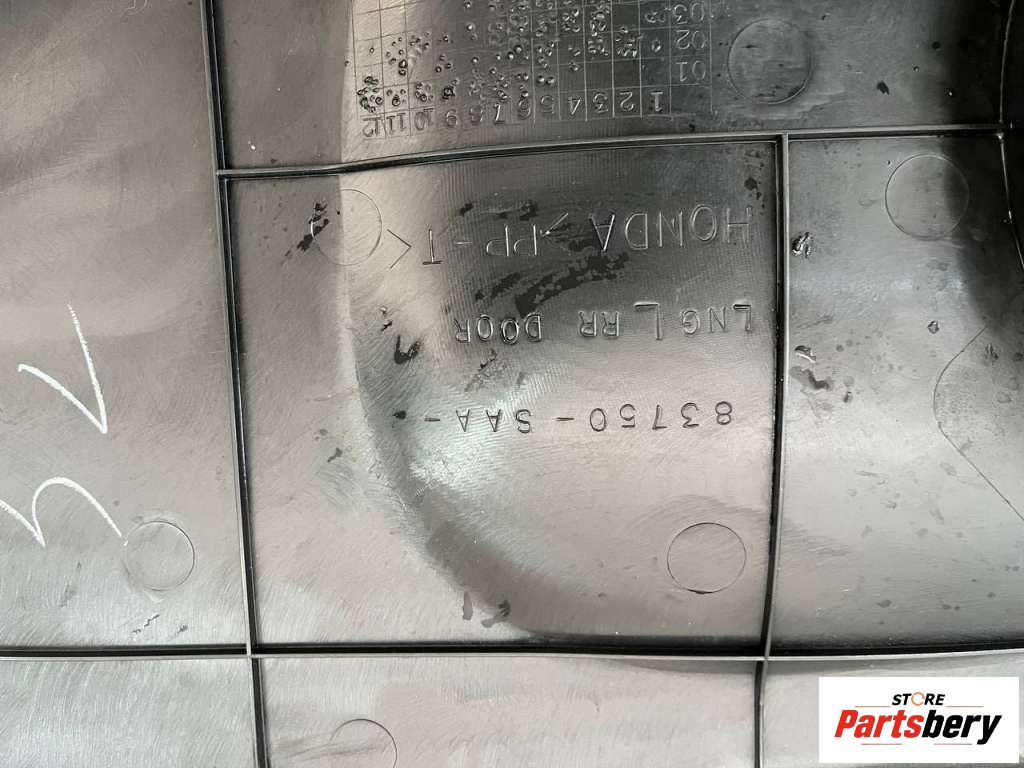 83750-SAA-
LNG L RR DOOR
HONDA >PP-T<
1 2 3 4 5 6 7 8 9 10 11 12
01
02
03
STORE
Partsbery